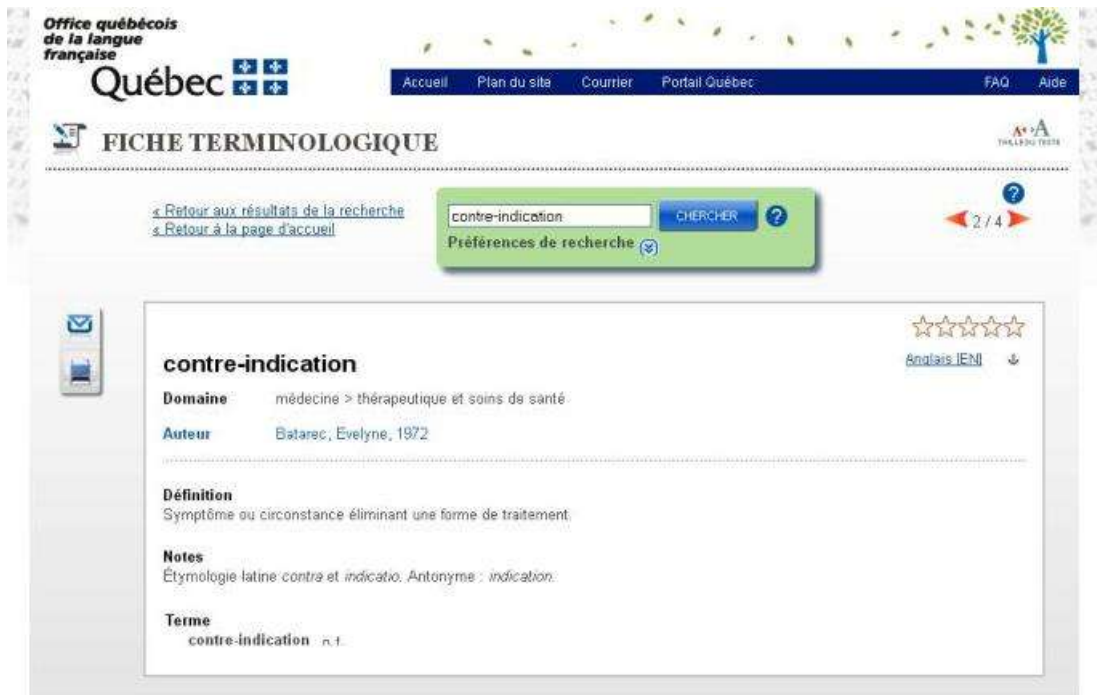 Office québécois
de la langue
française
Québec
Accueil Plan du site Courrier Portail Québec FAQ Aide
FICHE TERMINOLOGIQUE
TAILLE DU TEXTE
« Retour aux résultats de la recherche
« Retour à la page d'accueil
contre-indication CHERCHER ?
Préférences de recherche
?
2 / 4
contre-indication
Anglais [EN]
Domaine médecine > thérapeutique et soins de santé
Auteur Batarec, Evelyne, 1972
Définition
Symptôme ou circonstance éliminant une forme de traitement.
Notes
Étymologie latine contra et indicatio. Antonyme : indication.
Terme
contre-indication n. f.